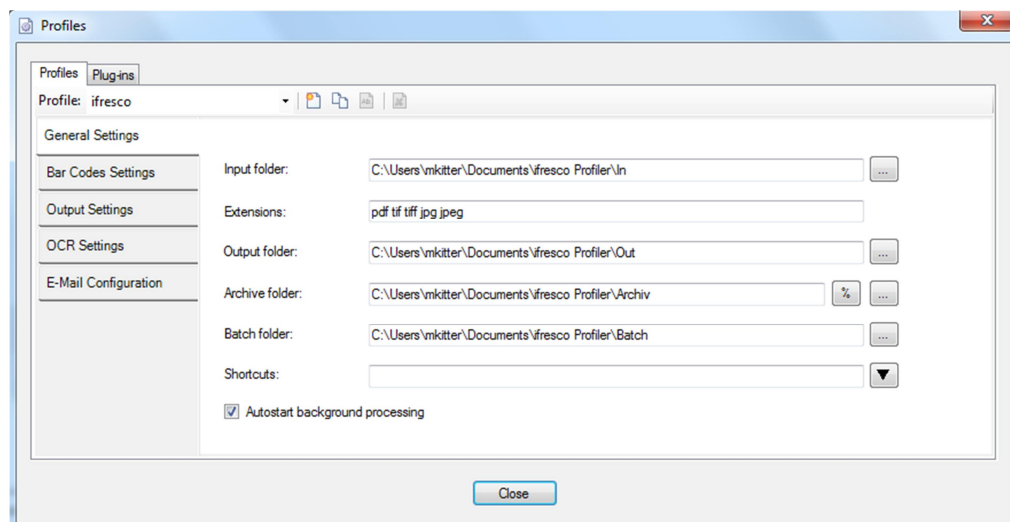 Profiles
Profiles Plug-ins
Profile: ifresco
General Settings
Bar Codes Settings
Output Settings
OCR Settings
E-Mail Configuration
Input folder: C:\Users\mkitter\Documents\ifresco Profiler\In ...
Extensions: pdf tif tiff jpg jpeg
Output folder: C:\Users\mkitter\Documents\ifresco Profiler\Out ...
Archive folder: C:\Users\mkitter\Documents\ifresco Profiler\Archiv % ...
Batch folder: C:\Users\mkitter\Documents\ifresco Profiler\Batch ...
Shortcuts:
Autostart background processing
Close